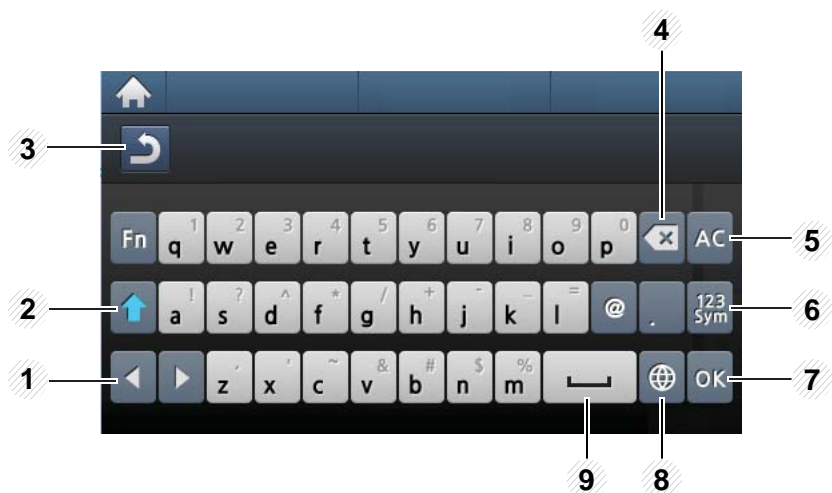 4
3
Fn q 1 w 2 e 3 r 4 t 5 y 6 u 7 i 8 o 9 p 0 AC 5
2 a ! s ? d ^ f * g / h + j - k _ l = @ . 123 Sym 6
1 z ´ x ' c ~ v & b # n $ m % OK 7
9 8